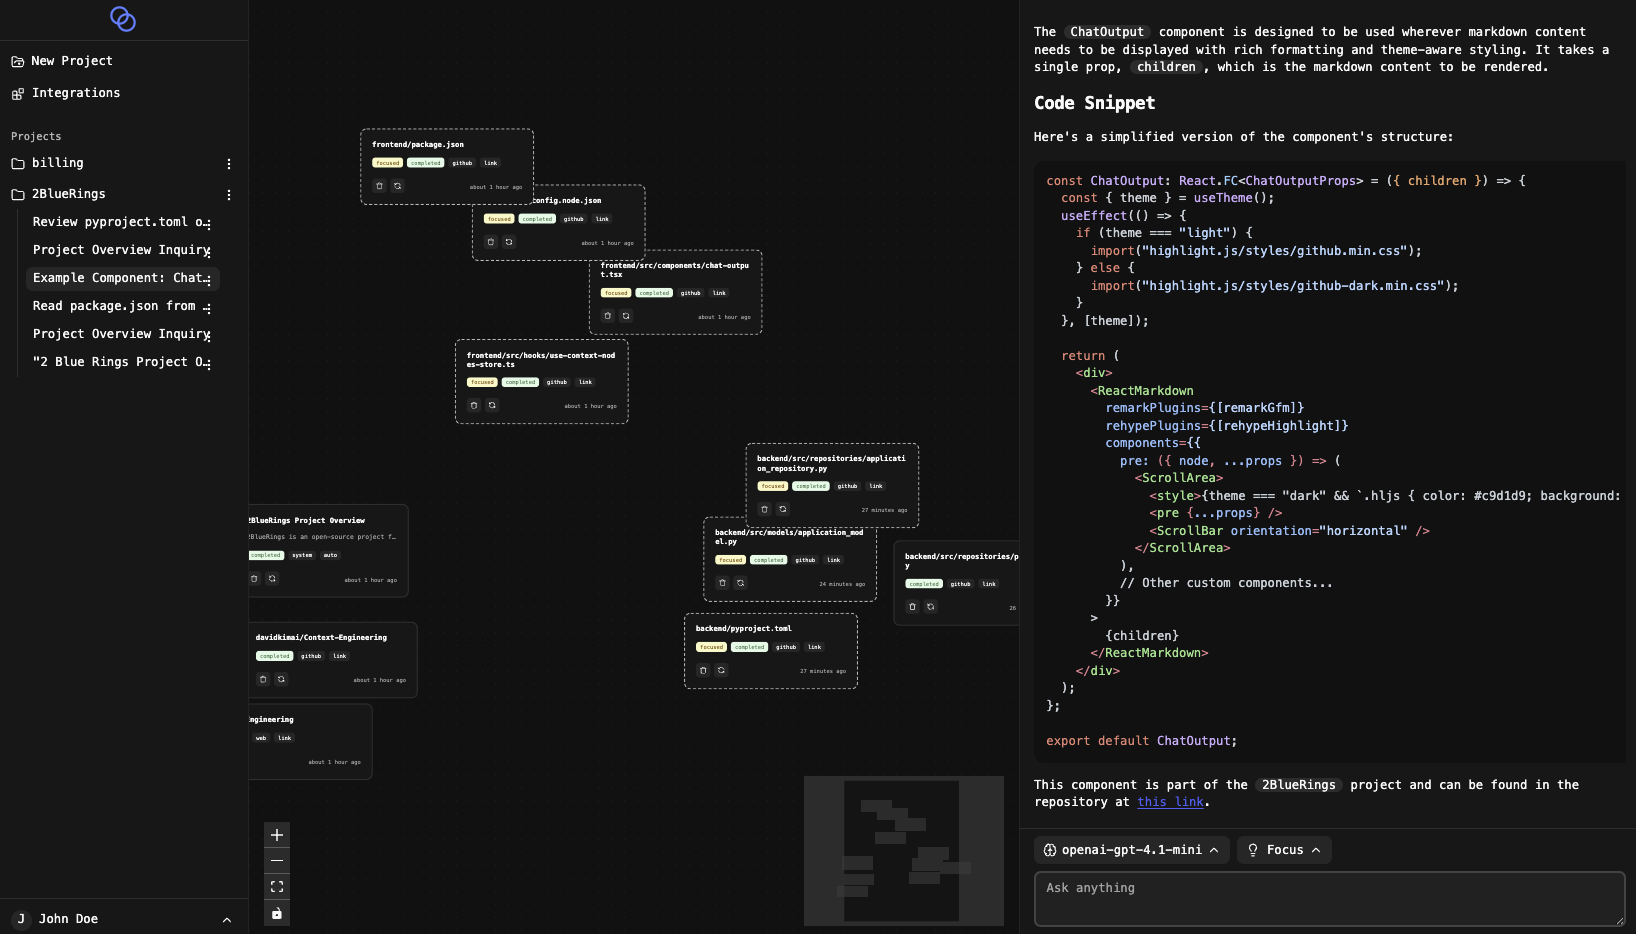 New Project
Integrations
Projects
billing
2BlueRings
Review pyproject.toml o…
Project Overview Inquiry
Example Component: Chat…
Read package.json from …
Project Overview Inquiry
"2 Blue Rings Project O…
J John Doe
frontend/package.json
focused completed github link
about 1 hour ago
config.node.json
focused completed github link
about 1 hour ago
frontend/src/components/chat-outpu
t.tsx
focused completed github link
about 1 hour ago
frontend/src/hooks/use-context-nod
es-store.ts
focused completed github link
about 1 hour ago
backend/src/repositories/applicati
on_repository.py
focused completed github link
27 minutes ago
backend/src/models/application_mod
el.py
focused completed github link
24 minutes ago
backend/src/repositories/p
y
completed github link
26
backend/pyproject.toml
focused completed github link
27 minutes ago
2BlueRings Project Overview
2BlueRings is an open-source project f…
completed system auto
about 1 hour ago
davidkimai/Context-Engineering
completed github link
about 1 hour ago
ngineering
web link
about 1 hour ago
The ChatOutput component is designed to be used wherever markdown content
needs to be displayed with rich formatting and theme-aware styling. It takes a
single prop, children, which is the markdown content to be rendered.
Code Snippet
Here's a simplified version of the component's structure:
const ChatOutput: React.FC<ChatOutputProps> = ({ children }) => {
  const { theme } = useTheme();
  useEffect(() => {
    if (theme === "light") {
      import("highlight.js/styles/github.min.css");
    } else {
      import("highlight.js/styles/github-dark.min.css");
    }
  }, [theme]);
  return (
    <div>
      <ReactMarkdown
        remarkPlugins={[remarkGfm]}
        rehypePlugins={[rehypeHighlight]}
        components={{
          pre: ({ node, ...props }) => (
            <ScrollArea>
              <style>{theme === "dark" && `.hljs { color: #c9d1d9; background:
              <pre {...props} />
              <ScrollBar orientation="horizontal" />
            </ScrollArea>
          ),
          // Other custom components...
        }}
      >
        {children}
      </ReactMarkdown>
    </div>
  );
};
export default ChatOutput;
This component is part of the 2BlueRings project and can be found in the
repository at this link.
openai-gpt-4.1-mini Focus
Ask anything